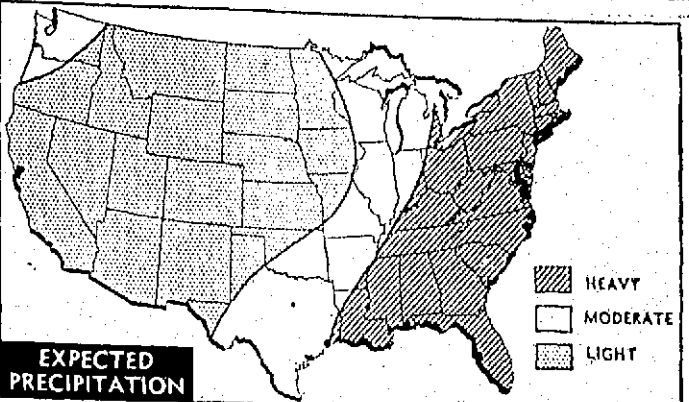 HEAVY
MODERATE
LIGHT
EXPECTED
PRECIPITATION